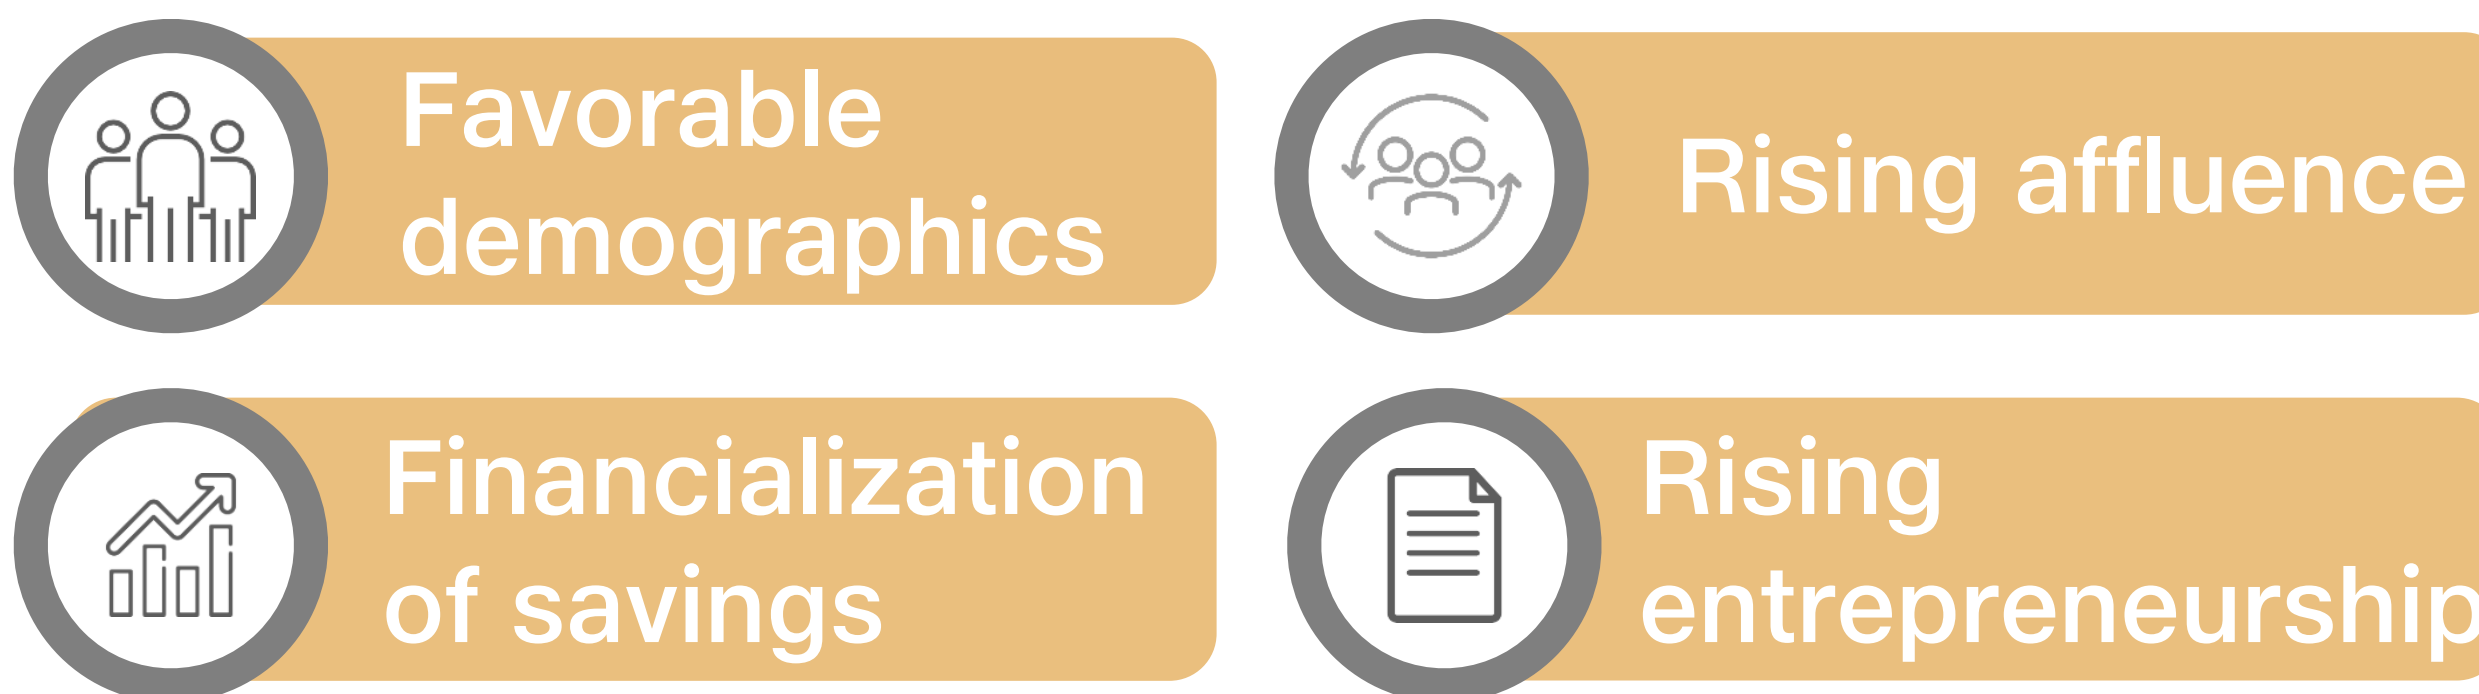 Favorable
demographics
Rising affluence
Financialization
of savings
Rising
entrepreneurship